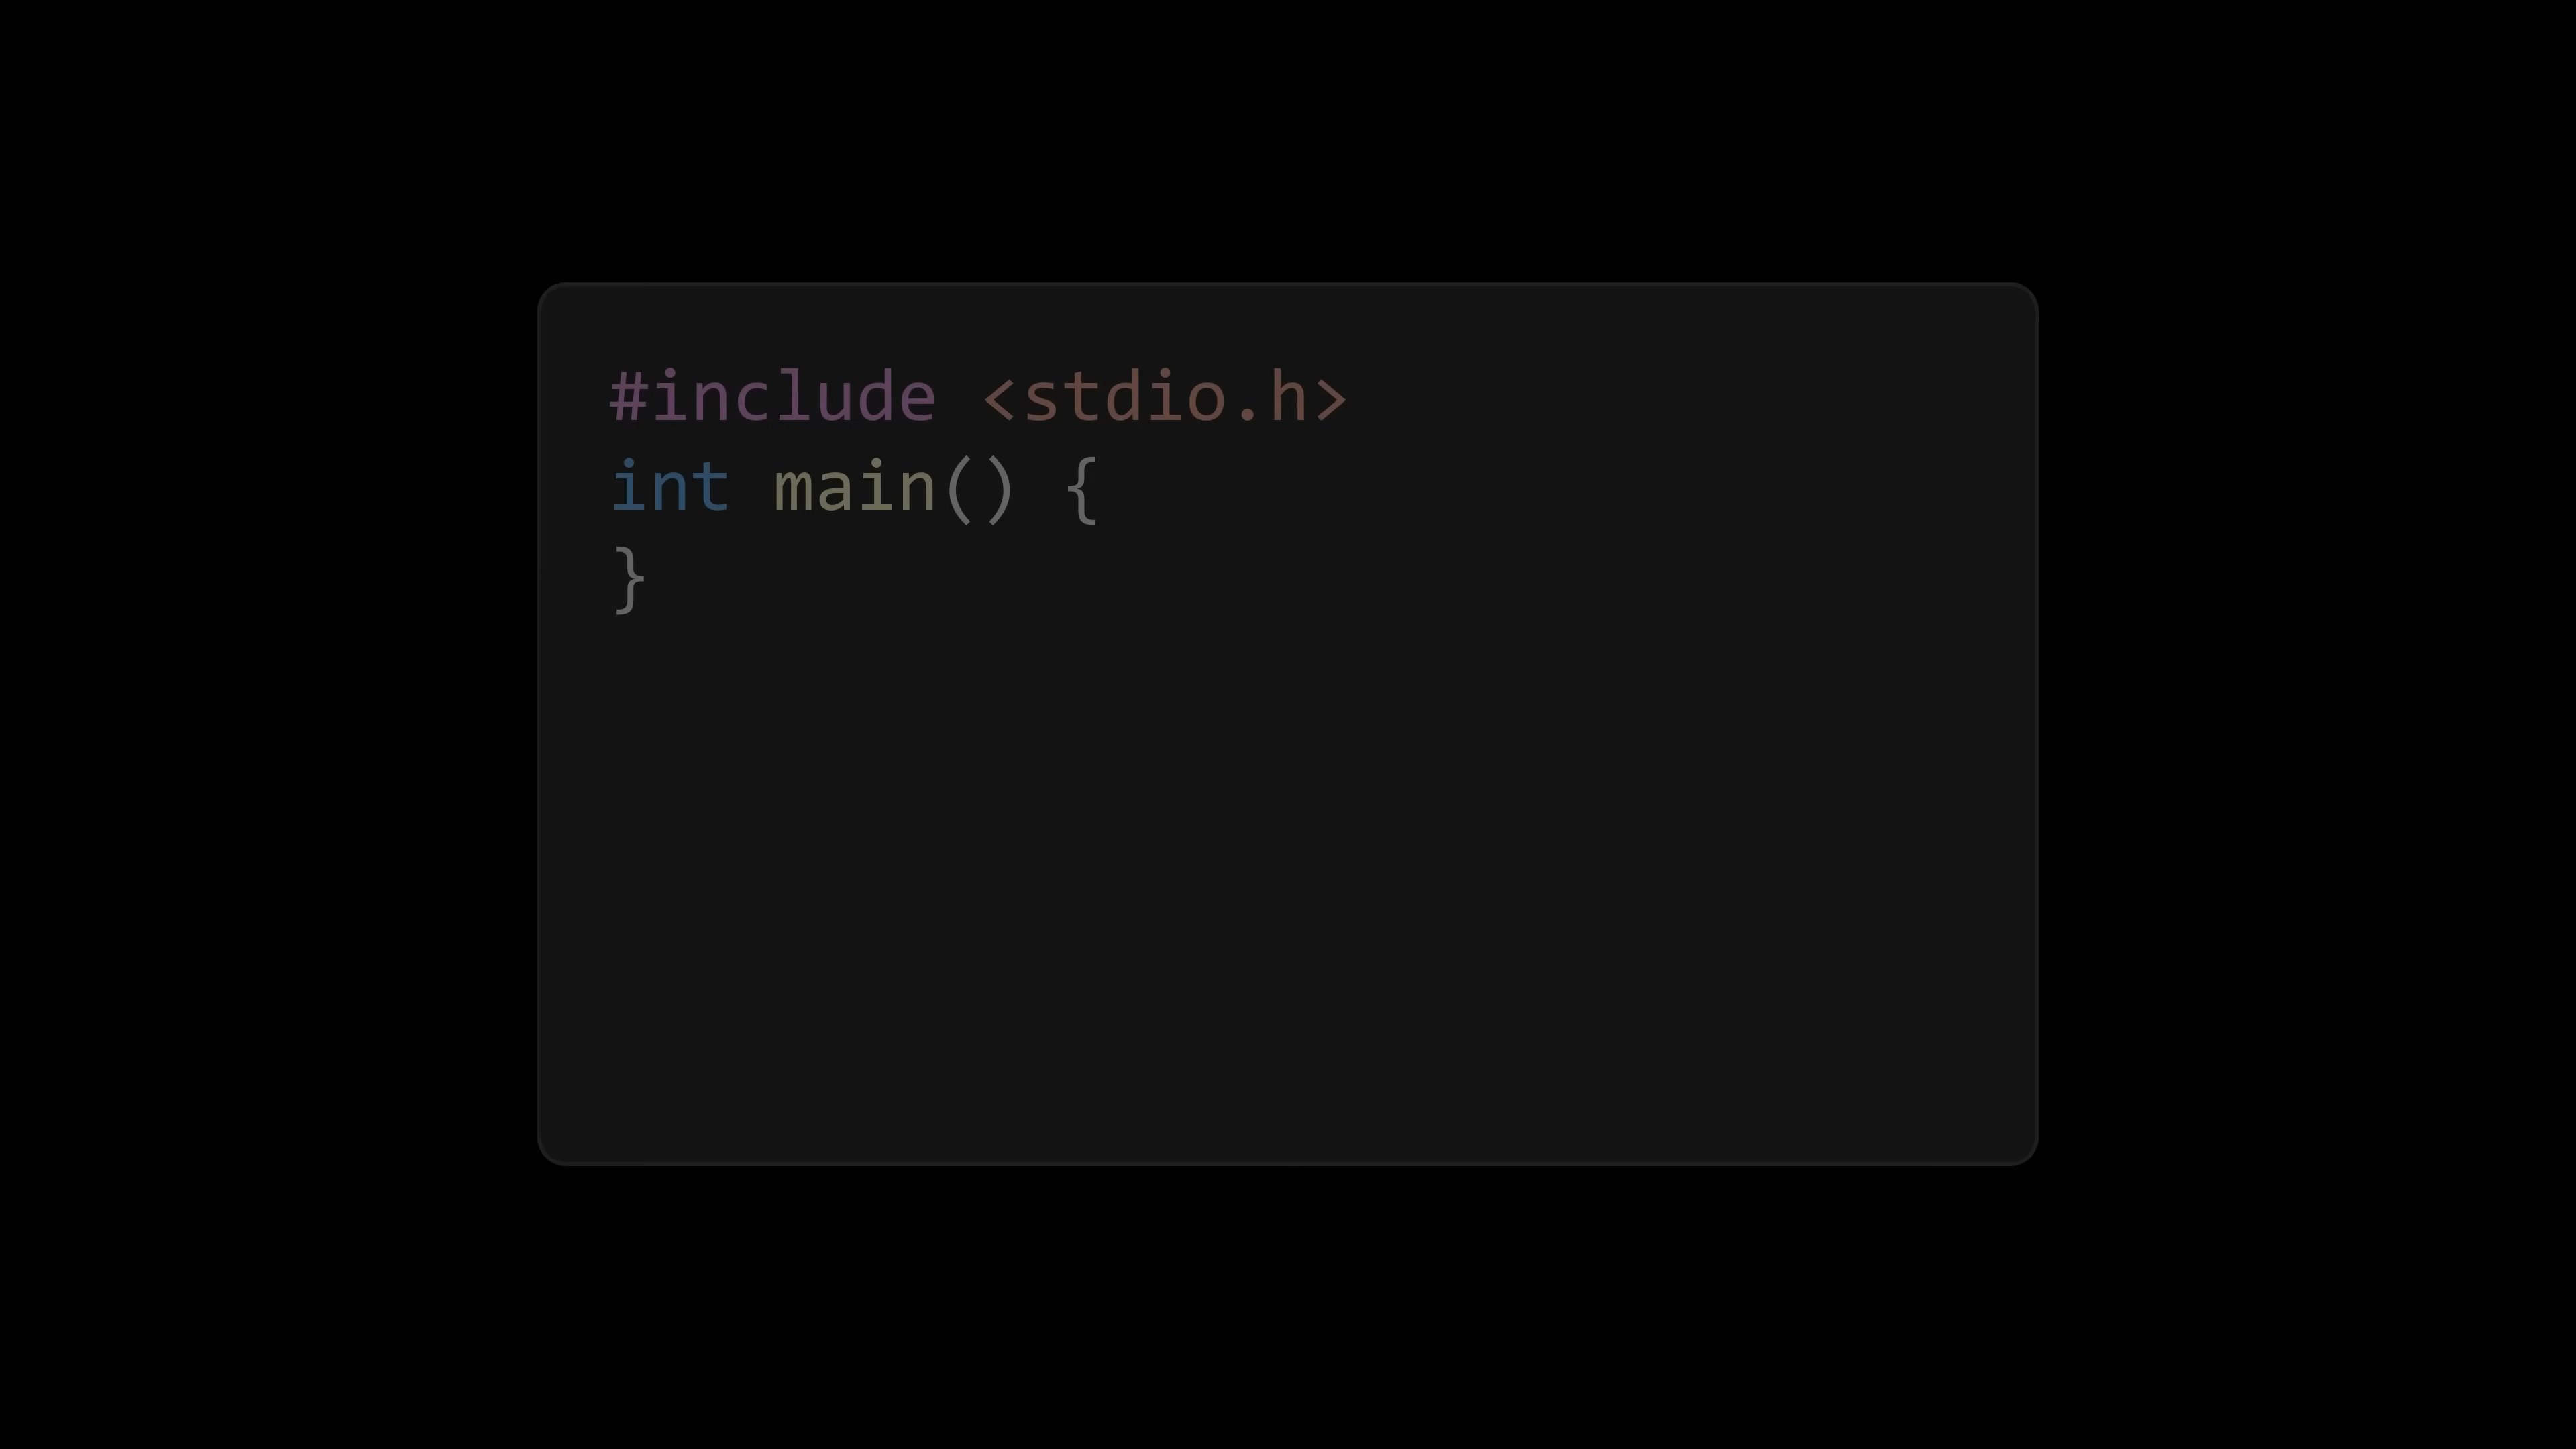 #include <stdio.h>
int main() {
}